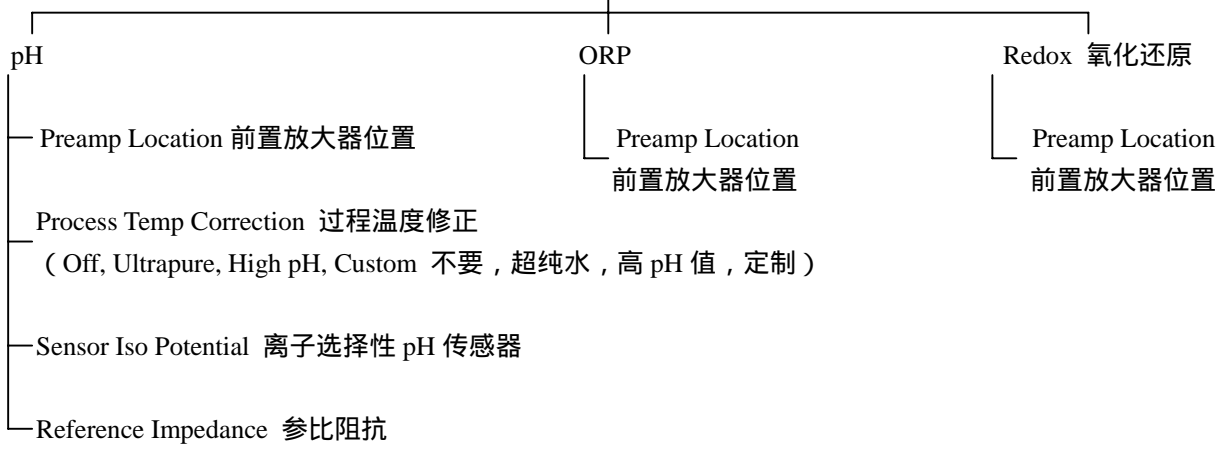 pH
ORP
Redox 氧化还原
Preamp Location 前置放大器位置
Preamp Location
前置放大器位置
Preamp Location
前置放大器位置
Process Temp Correction 过程温度修正
（Off, Ultrapure, High pH, Custom 不要，超纯水，高 pH 值，定制）
Sensor Iso Potential 离子选择性 pH 传感器
Reference Impedance 参比阻抗